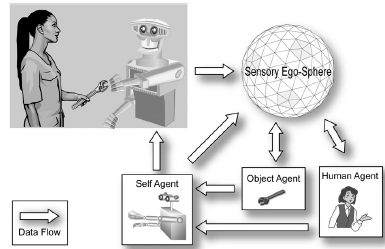 Sensory Ego-Sphere
Self Agent
Object Agent
Human Agent
Data Flow